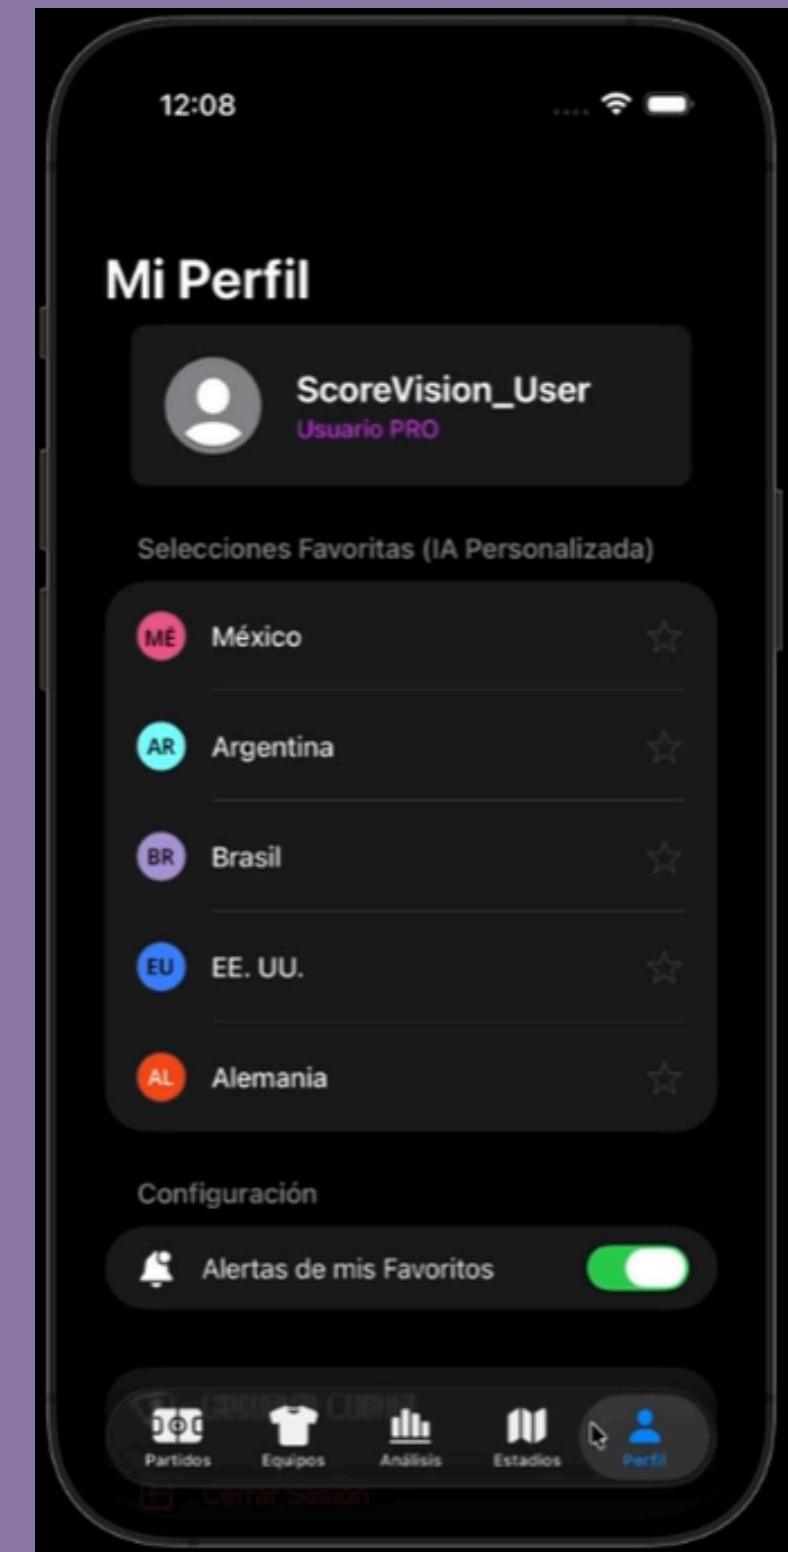 12:08
Mi Perfil
ScoreVision_User
Usuario PRO
Selecciones Favoritas (IA Personalizada)
MÉ México
AR Argentina
BR Brasil
EU EE. UU.
AL Alemania
Configuración
Alertas de mis Favoritos
Partidos Equipos Análisis Estadios Perfil
Cerrar Sesión